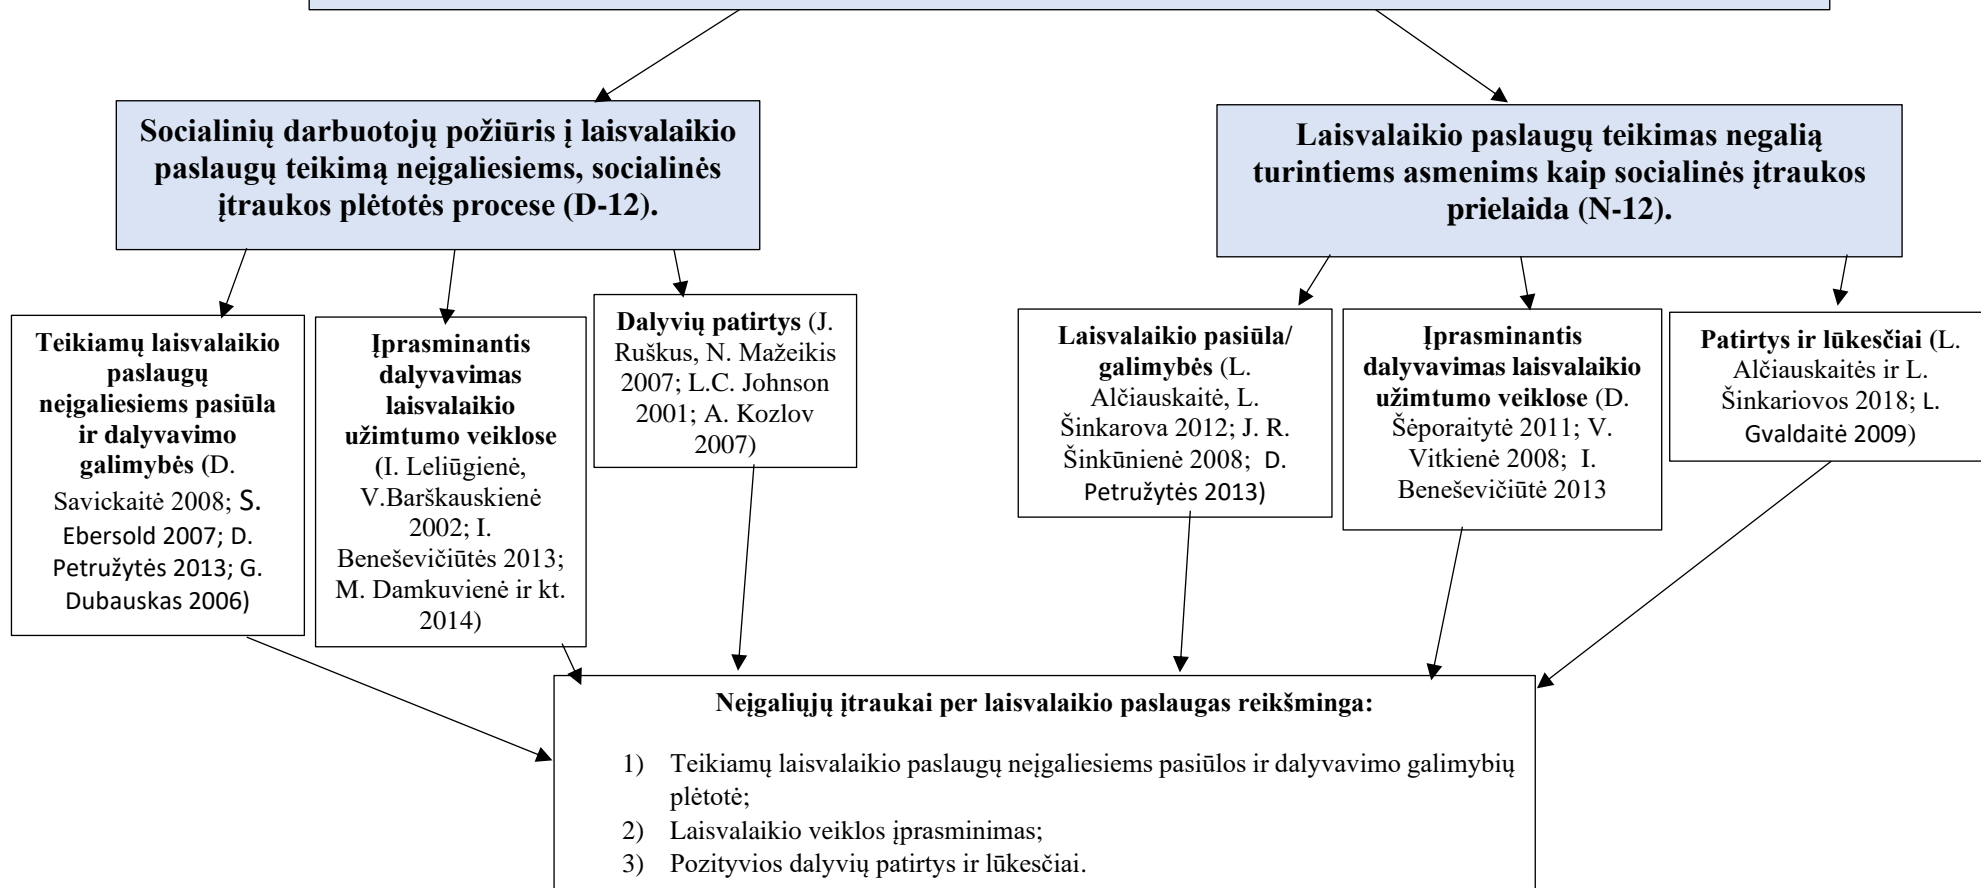 Socialinių darbuotojų požiūris į laisvalaikio
paslaugų teikimą neįgaliesiems, socialinės
įtraukos plėtotės procese (D-12).
Laisvalaikio paslaugų teikimas negalią
turintiems asmenims kaip socialinės įtraukos
prielaida (N-12).
Teikiamų laisvalaikio
paslaugų
neįgaliesiems pasiūla
ir dalyvavimo
galimybės (D.
Savickaitė 2008; S.
Ebersold 2007; D.
Petružytės 2013; G.
Dubauskas 2006)
Įprasminantis
dalyvavimas
laisvalaikio
užimtumo veiklose
(I. Leliūgienė,
V.Barškauskienė
2002; I.
Beneševičiūtės 2013;
M. Damkuvienė ir kt.
2014)
Dalyvių patirtys (J.
Ruškus, N. Mažeikis
2007; L.C. Johnson
2001; A. Kozlov
2007)
Laisvalaikio pasiūla/
galimybės (L.
Alčiauskaitė, L.
Šinkarova 2012; J. R.
Šinkūnienė 2008; D.
Petružytės 2013)
Įprasminantis
dalyvavimas laisvalaikio
užimtumo veiklose (D.
Šėporaitytė 2011; V.
Vitkienė 2008; I.
Beneševičiūtė 2013
Patirtys ir lūkesčiai (L.
Alčiauskaitės ir L.
Šinkariovos 2018; L.
Gvaldaitė 2009)
Neįgaliųjų įtraukai per laisvalaikio paslaugas reikšminga:
1) Teikiamų laisvalaikio paslaugų neįgaliesiems pasiūlos ir dalyvavimo galimybių
plėtotė;
2) Laisvalaikio veiklos įprasminimas;
3) Pozityvios dalyvių patirtys ir lūkesčiai.